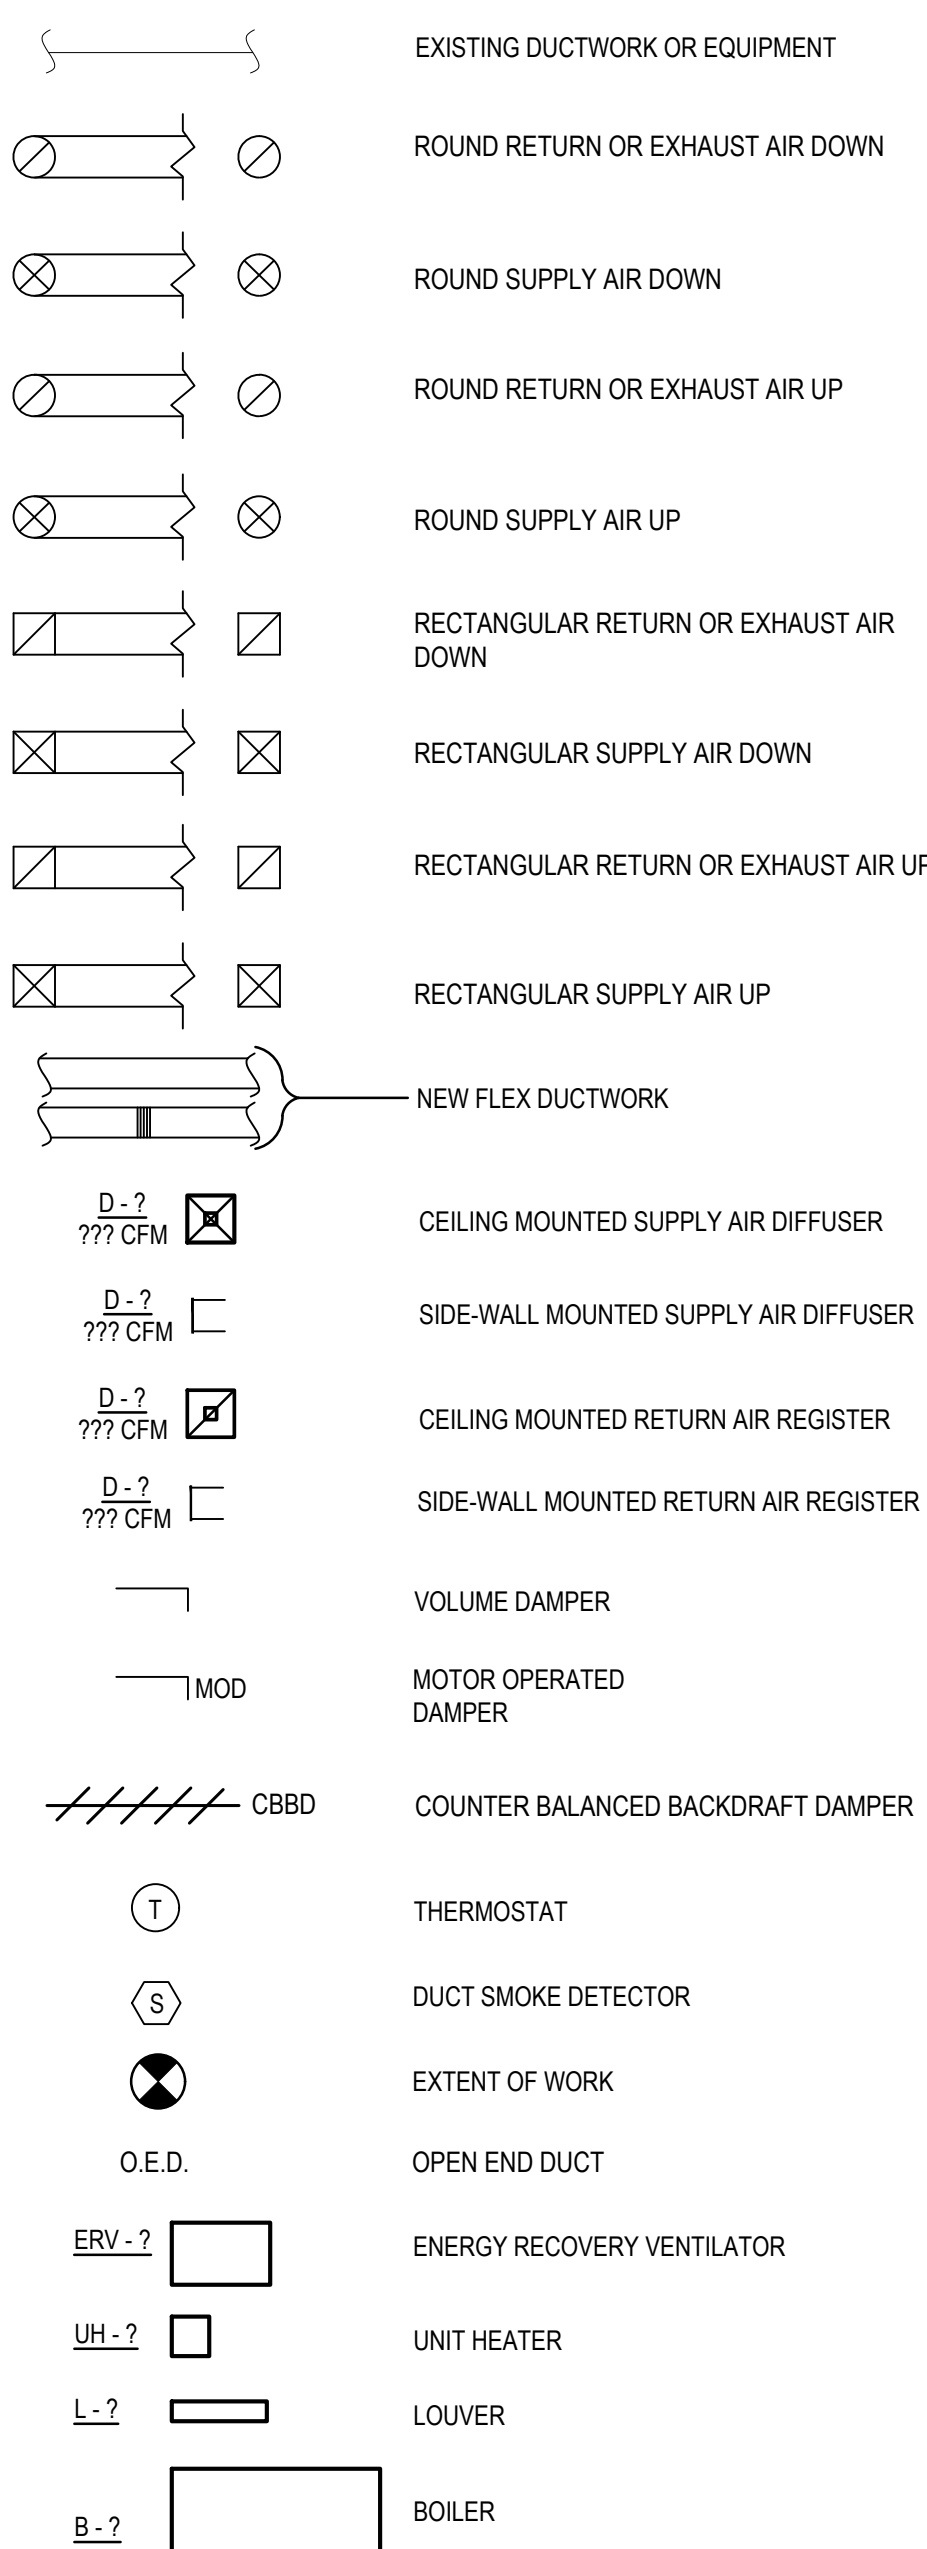 EXISTING DUCTWORK OR EQUIPMENT
ROUND RETURN OR EXHAUST AIR DOWN
ROUND SUPPLY AIR DOWN
ROUND RETURN OR EXHAUST AIR UP
ROUND SUPPLY AIR UP
RECTANGULAR RETURN OR EXHAUST AIR
DOWN
RECTANGULAR SUPPLY AIR DOWN
RECTANGULAR RETURN OR EXHAUST AIR UP
RECTANGULAR SUPPLY AIR UP
NEW FLEX DUCTWORK
D - ?
??? CFM
CEILING MOUNTED SUPPLY AIR DIFFUSER
D - ?
??? CFM
SIDE-WALL MOUNTED SUPPLY AIR DIFFUSER
D - ?
??? CFM
CEILING MOUNTED RETURN AIR REGISTER
D - ?
??? CFM
SIDE-WALL MOUNTED RETURN AIR REGISTER
VOLUME DAMPER
MOD
MOTOR OPERATED
DAMPER
CBBD COUNTER BALANCED BACKDRAFT DAMPER
T THERMOSTAT
S DUCT SMOKE DETECTOR
EXTENT OF WORK
O.E.D. OPEN END DUCT
ERV - ? ENERGY RECOVERY VENTILATOR
UH - ? UNIT HEATER
L - ? LOUVER
B - ? BOILER